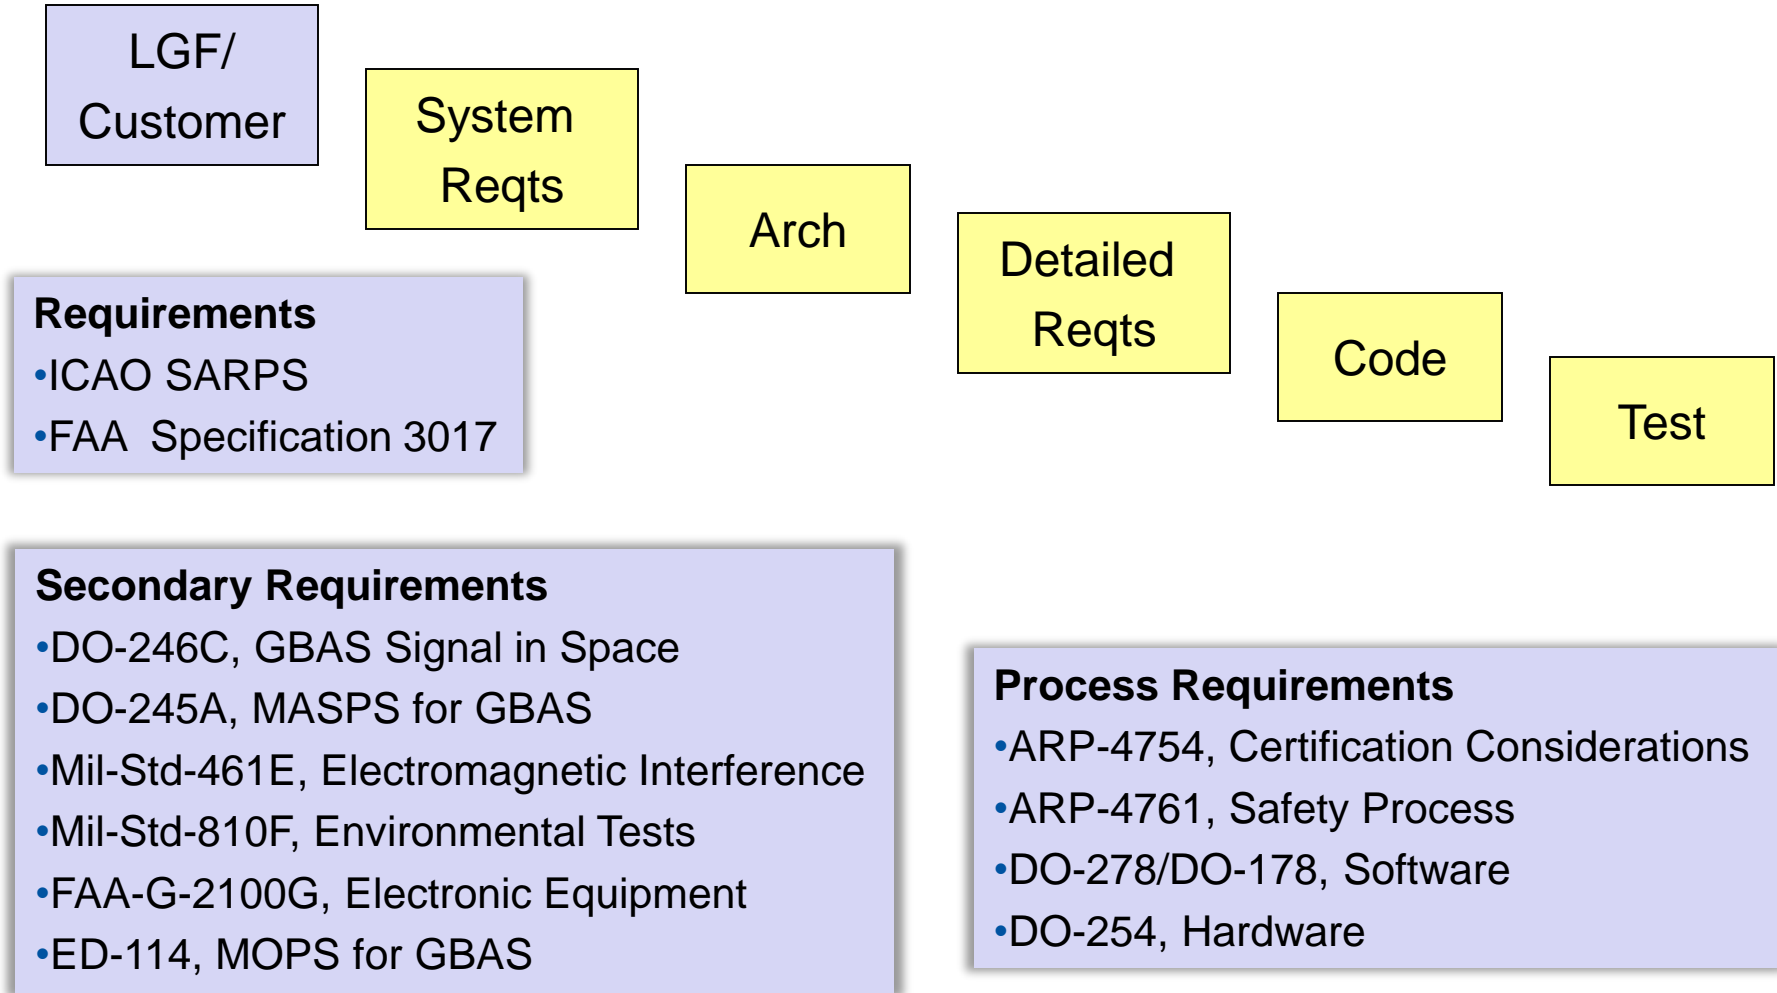 LGF/
Customer
System
Reqts
Arch
Detailed
Reqts
Code
Test
Requirements
•ICAO SARPS
•FAA  Specification 3017
Secondary Requirements
•DO-246C, GBAS Signal in Space
•DO-245A, MASPS for GBAS
•Mil-Std-461E, Electromagnetic Interference
•Mil-Std-810F, Environmental Tests
•FAA-G-2100G, Electronic Equipment
•ED-114, MOPS for GBAS
Process Requirements
•ARP-4754, Certification Considerations
•ARP-4761, Safety Process
•DO-278/DO-178, Software
•DO-254, Hardware